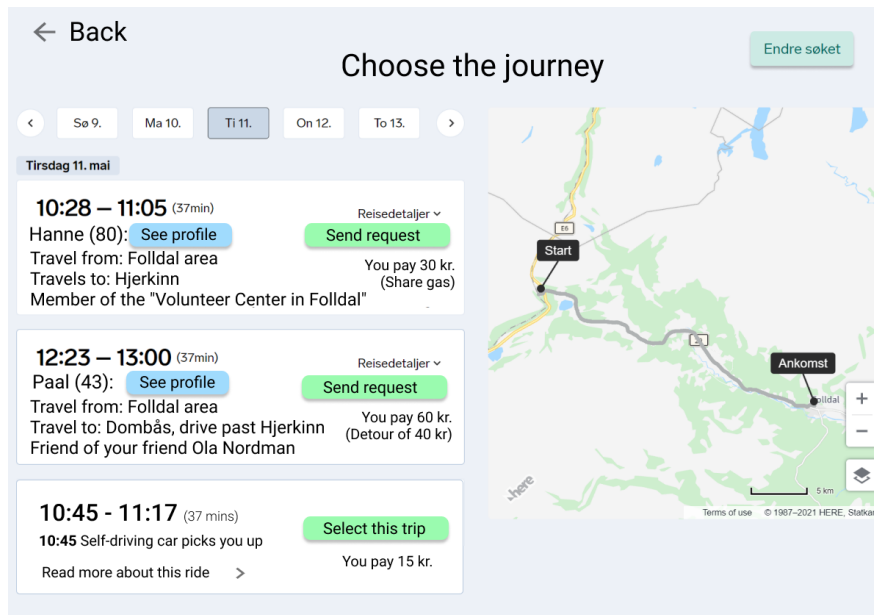 Back
Choose the journey
Endre søket
Sø 9.
Ma 10.
Ti 11.
On 12.
To 13.
Tirsdag 11. mai
10:28 – 11:05 (37min)
Reisedetaljer
Hanne (80): See profile
Send request
Travel from: Folldal area
Travels to: Hjerkinn
Member of the "Volunteer Center in Folldal"
You pay 30 kr.
(Share gas)
12:23 – 13:00 (37min)
Reisedetaljer
Paal (43): See profile
Send request
Travel from: Folldal area
Travel to: Dombås, drive past Hjerkinn
Friend of your friend Ola Nordman
You pay 60 kr.
(Detour of 40 kr)
10:45 - 11:17 (37 mins)
10:45 Self-driving car picks you up
Read more about this ride
Select this trip
You pay 15 kr.
E6
Start
Ankomst
olldal
here
5 km
Terms of use © 1987–2021 HERE, Statkar